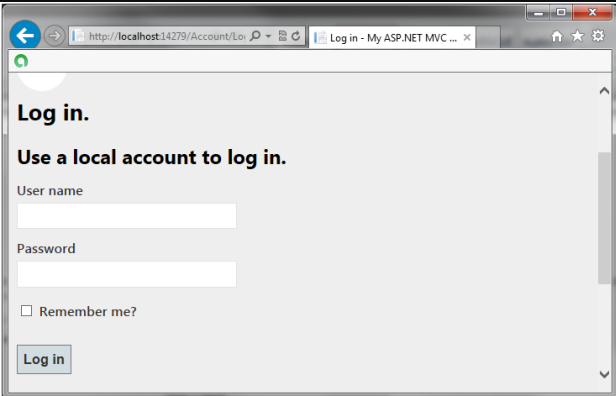 http://localhost:14279/Account/Lo
Log in - My ASP.NET MVC ...
Log in.
Use a local account to log in.
User name
Password
Remember me?
Log in